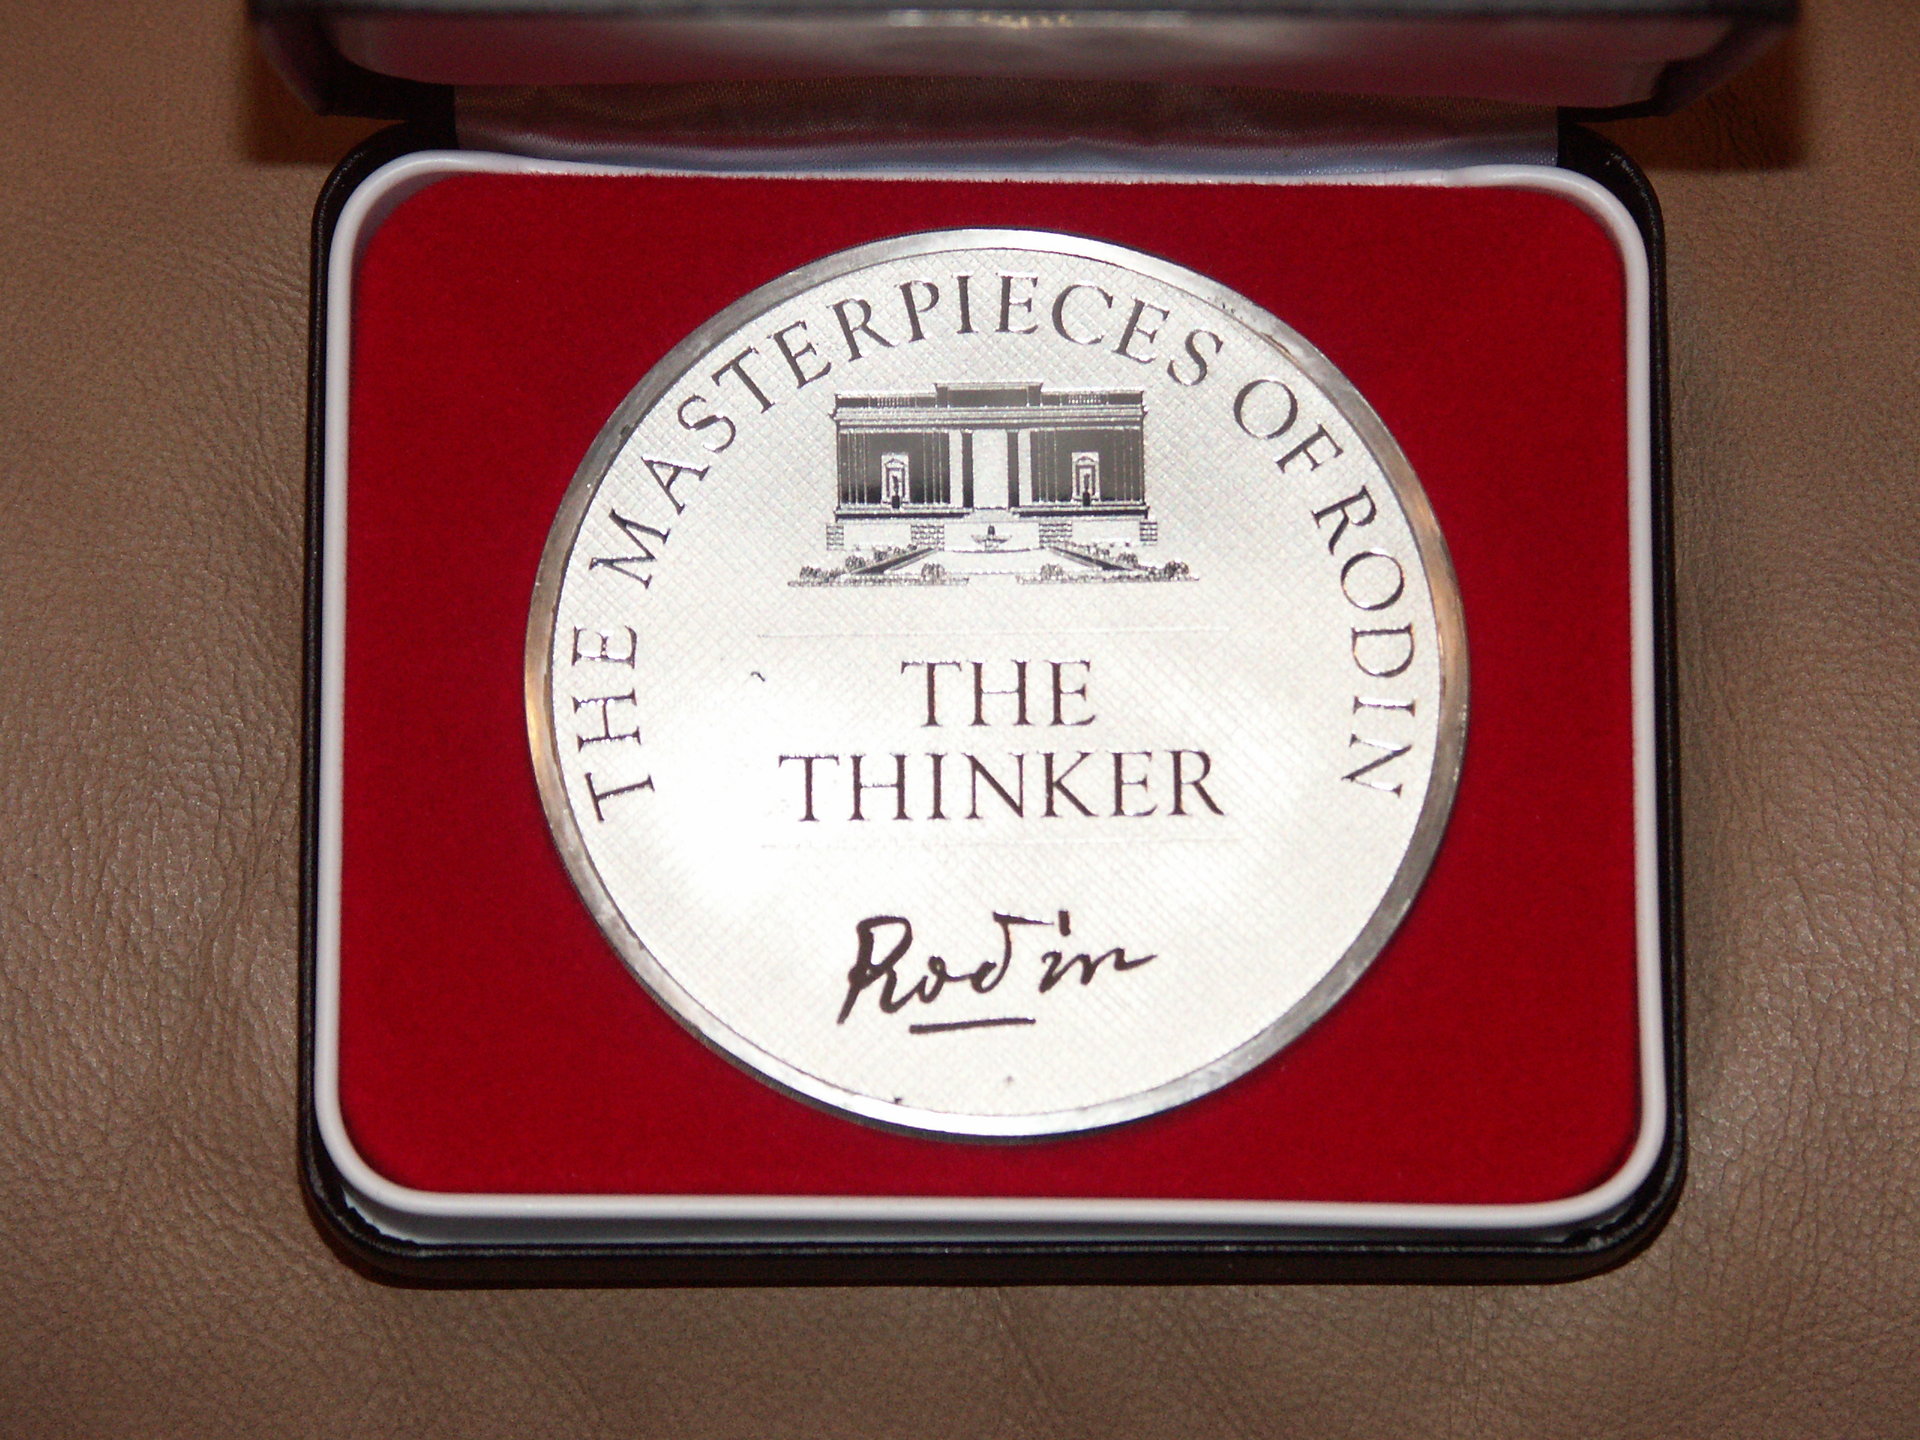 THE MASTERPIECES OF RODIN
THE
THINKER
Rodin